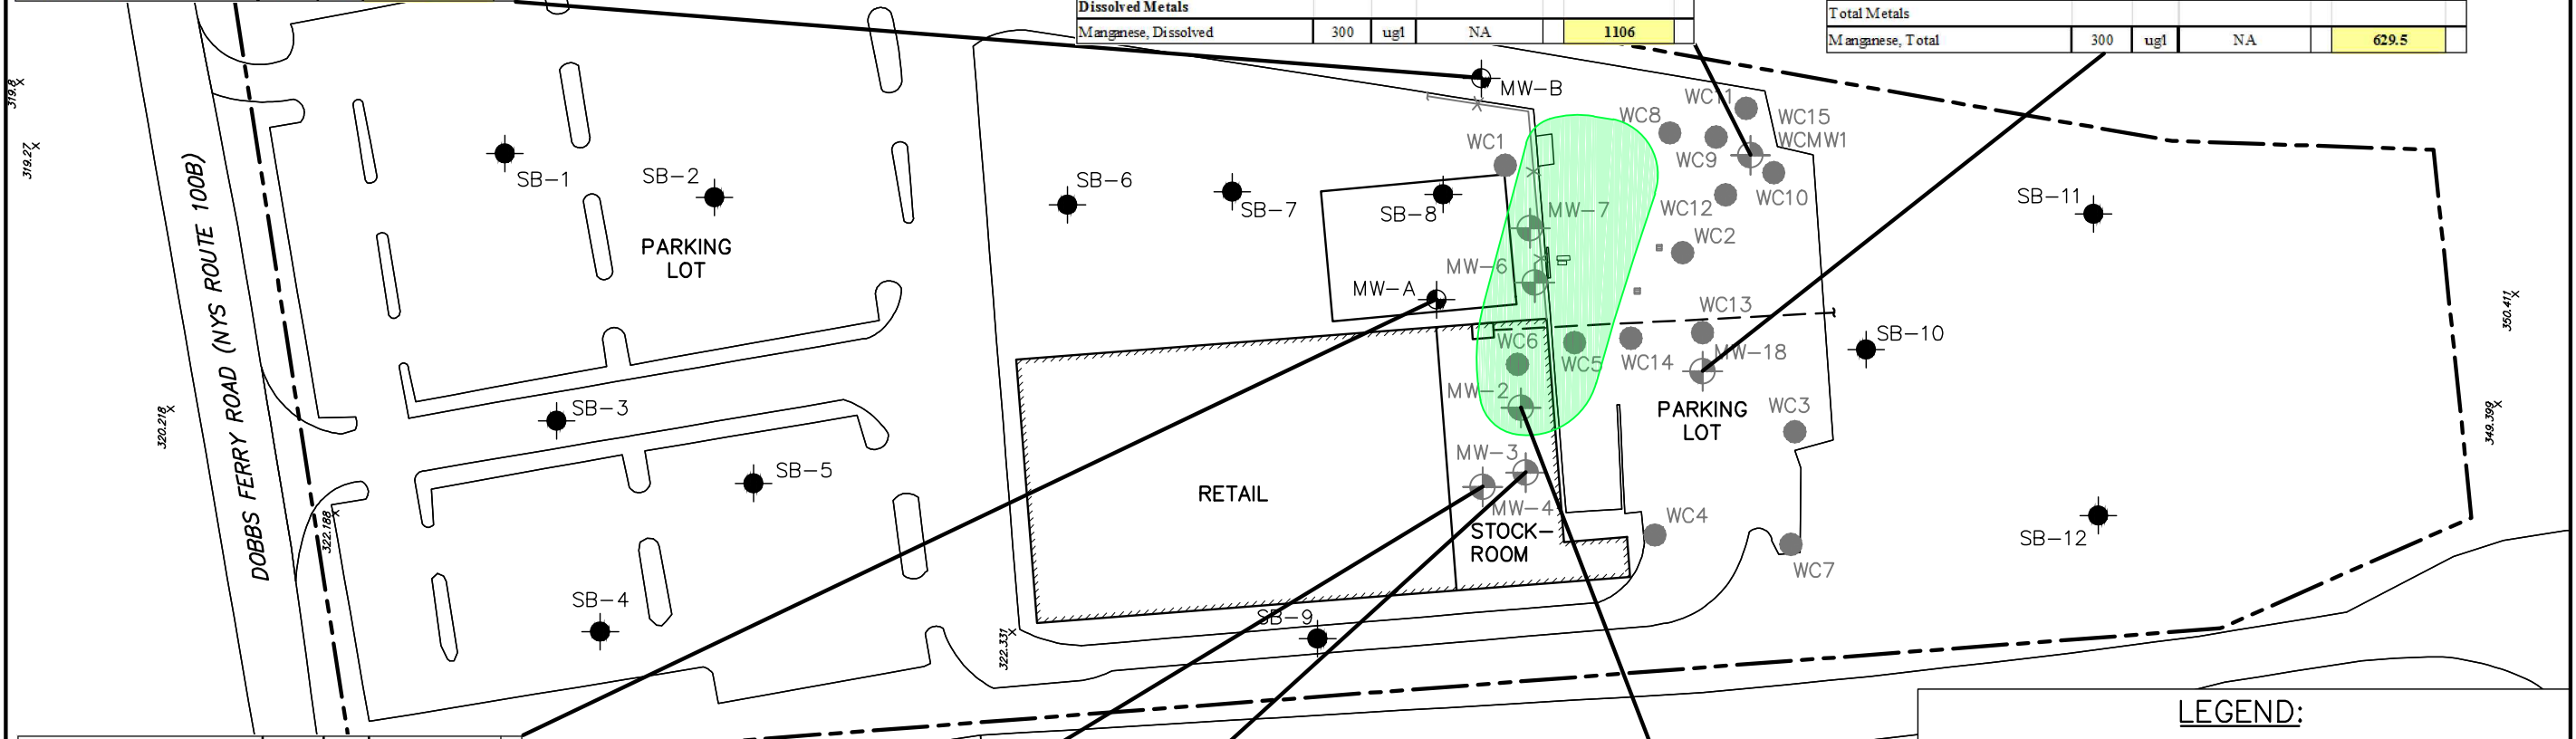 Dissolved Metals
Manganese, Dissolved 300 ug1 NA 1106
Total Metals
Manganese, Total 300 ug1 NA 629.5
319.8
319.27
MW-B
WC11
WC8
WC15
WCMW1
WC1
WC9
WC10
SB-1
SB-2
SB-6
SB-7
SB-8
MW-7
WC12
SB-11
PARKING
LOT
WC2
MW-6
MW-A
WC13
350.411
DOBBS FERRY ROAD (NYS ROUTE 100B)
SB-10
WC6
WC5
WC14
MW-18
MW-2
320.218
SB-3
PARKING
LOT
WC3
349.399
SB-5
MW-3
RETAIL
MW-4
322.188
STOCK-
ROOM
WC4
SB-12
WC7
SB-4
SB-9
322.331
LEGEND: